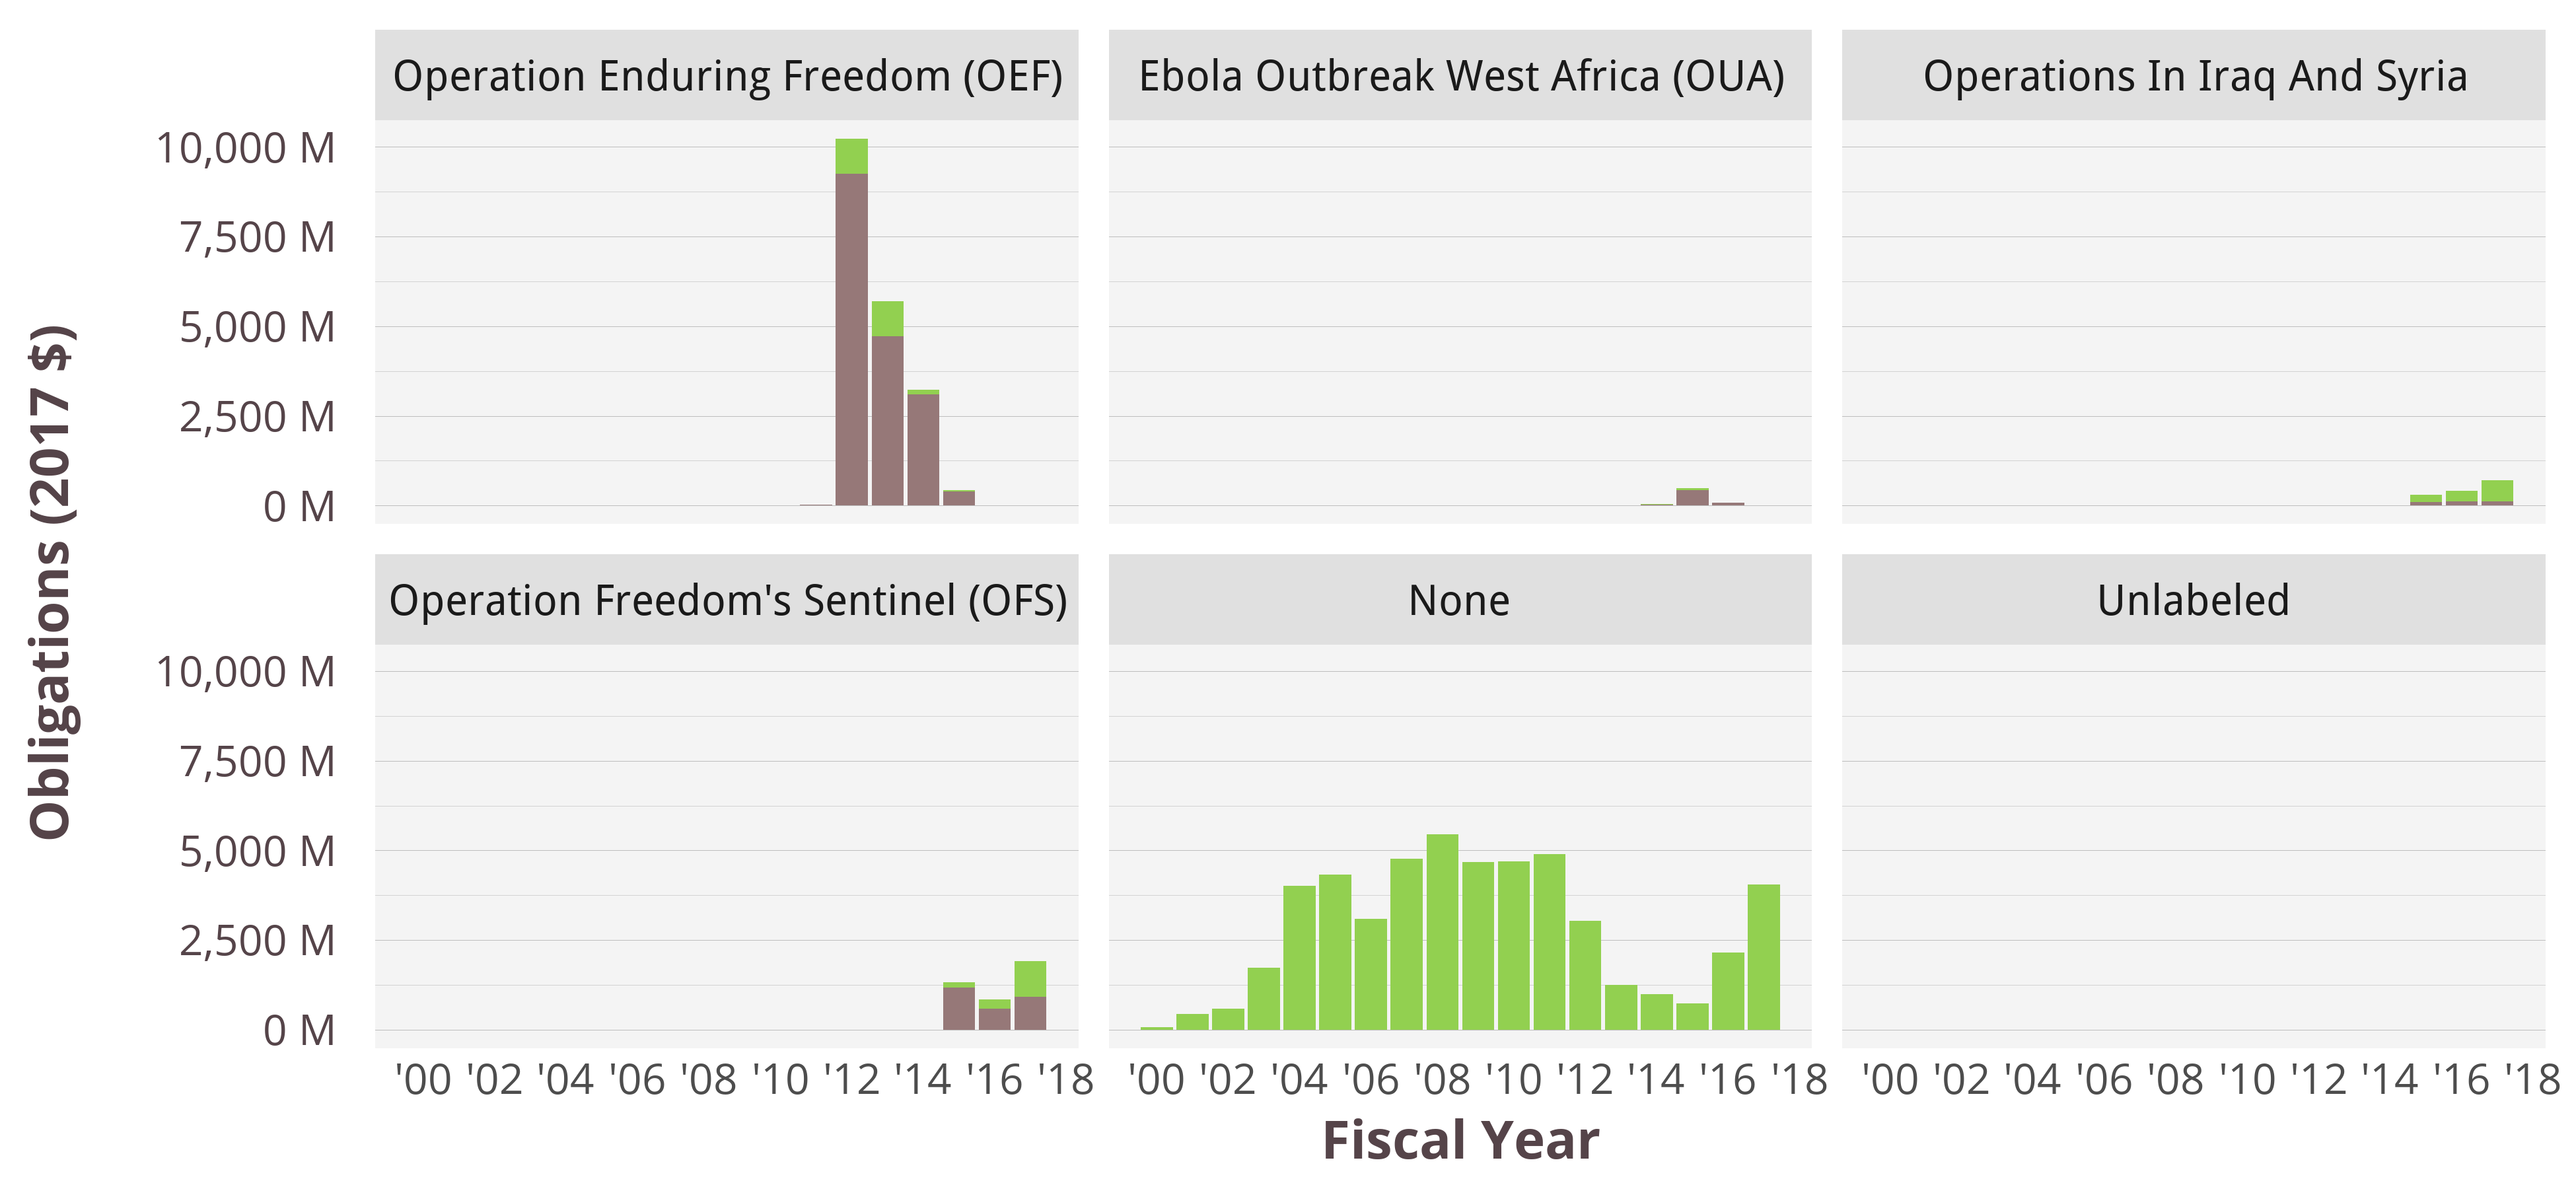 Operation Enduring Freedom (OEF)
Ebola Outbreak West Africa (OUA)
Operations In Iraq And Syria
10,000 M
7,500 M
5,000 M
2,500 M
0 M
Operation Freedom's Sentinel (OFS)
None
Unlabeled
10,000 M
7,500 M
5,000 M
2,500 M
0 M
'00 '02 '04 '06 '08 '10 '12 '14 '16 '18
'00 '02 '04 '06 '08 '10 '12 '14 '16 '18
'00 '02 '04 '06 '08 '10 '12 '14 '16 '18
Fiscal Year
Obligations (2017 $)